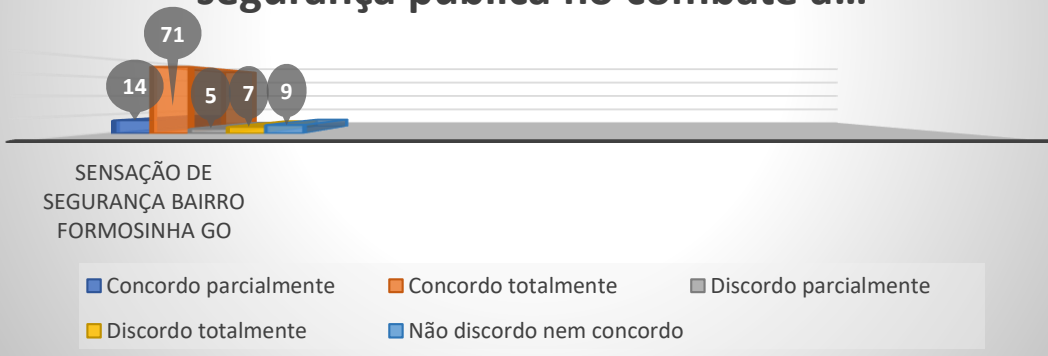 segurança pública no combate a...
71
14
5
7
9
SENSAÇÃO DE
SEGURANÇA BAIRRO
FORMOSINHA GO
Concordo parcialmente
Concordo totalmente
Discordo parcialmente
Discordo totalmente
Não discordo nem concordo